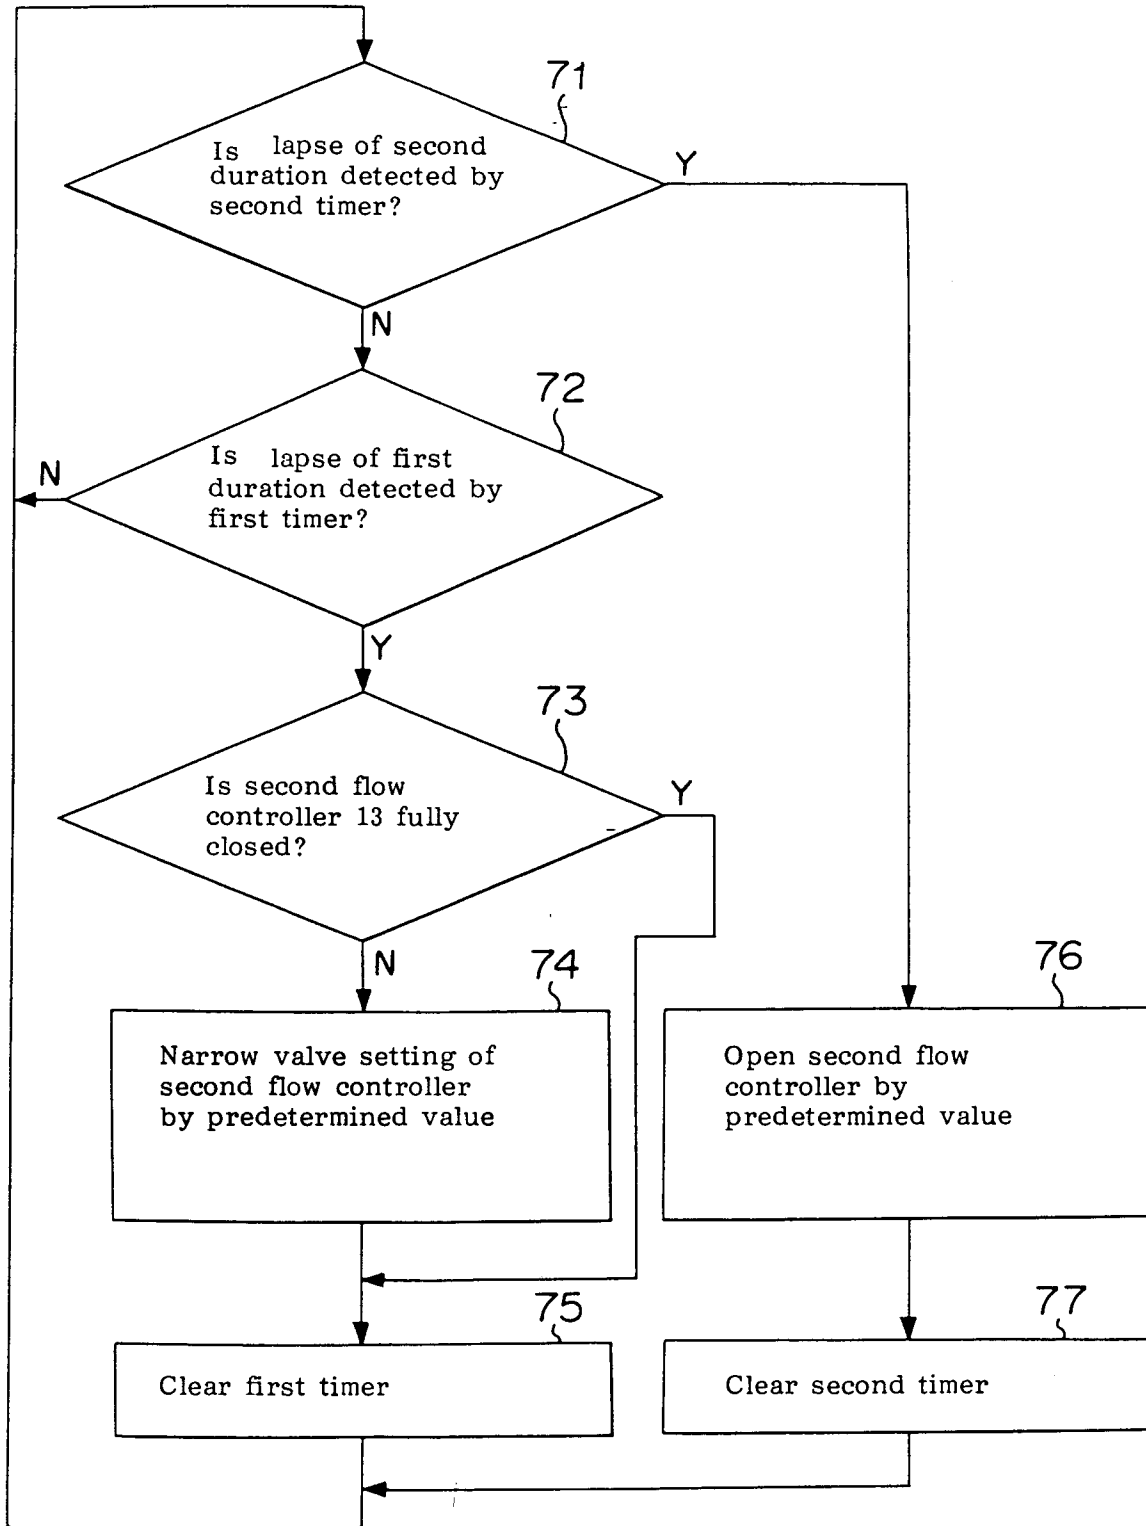 71
Is lapse of second
duration detected by
second timer?
Y
N
72
Is lapse of first
duration detected by
first timer?
N
Y
73
Is second flow
controller 13 fully
closed?
Y
N
74
Narrow valve setting of
second flow controller
by predetermined value
76
Open second flow
controller by
predetermined value
75
Clear first timer
77
Clear second timer